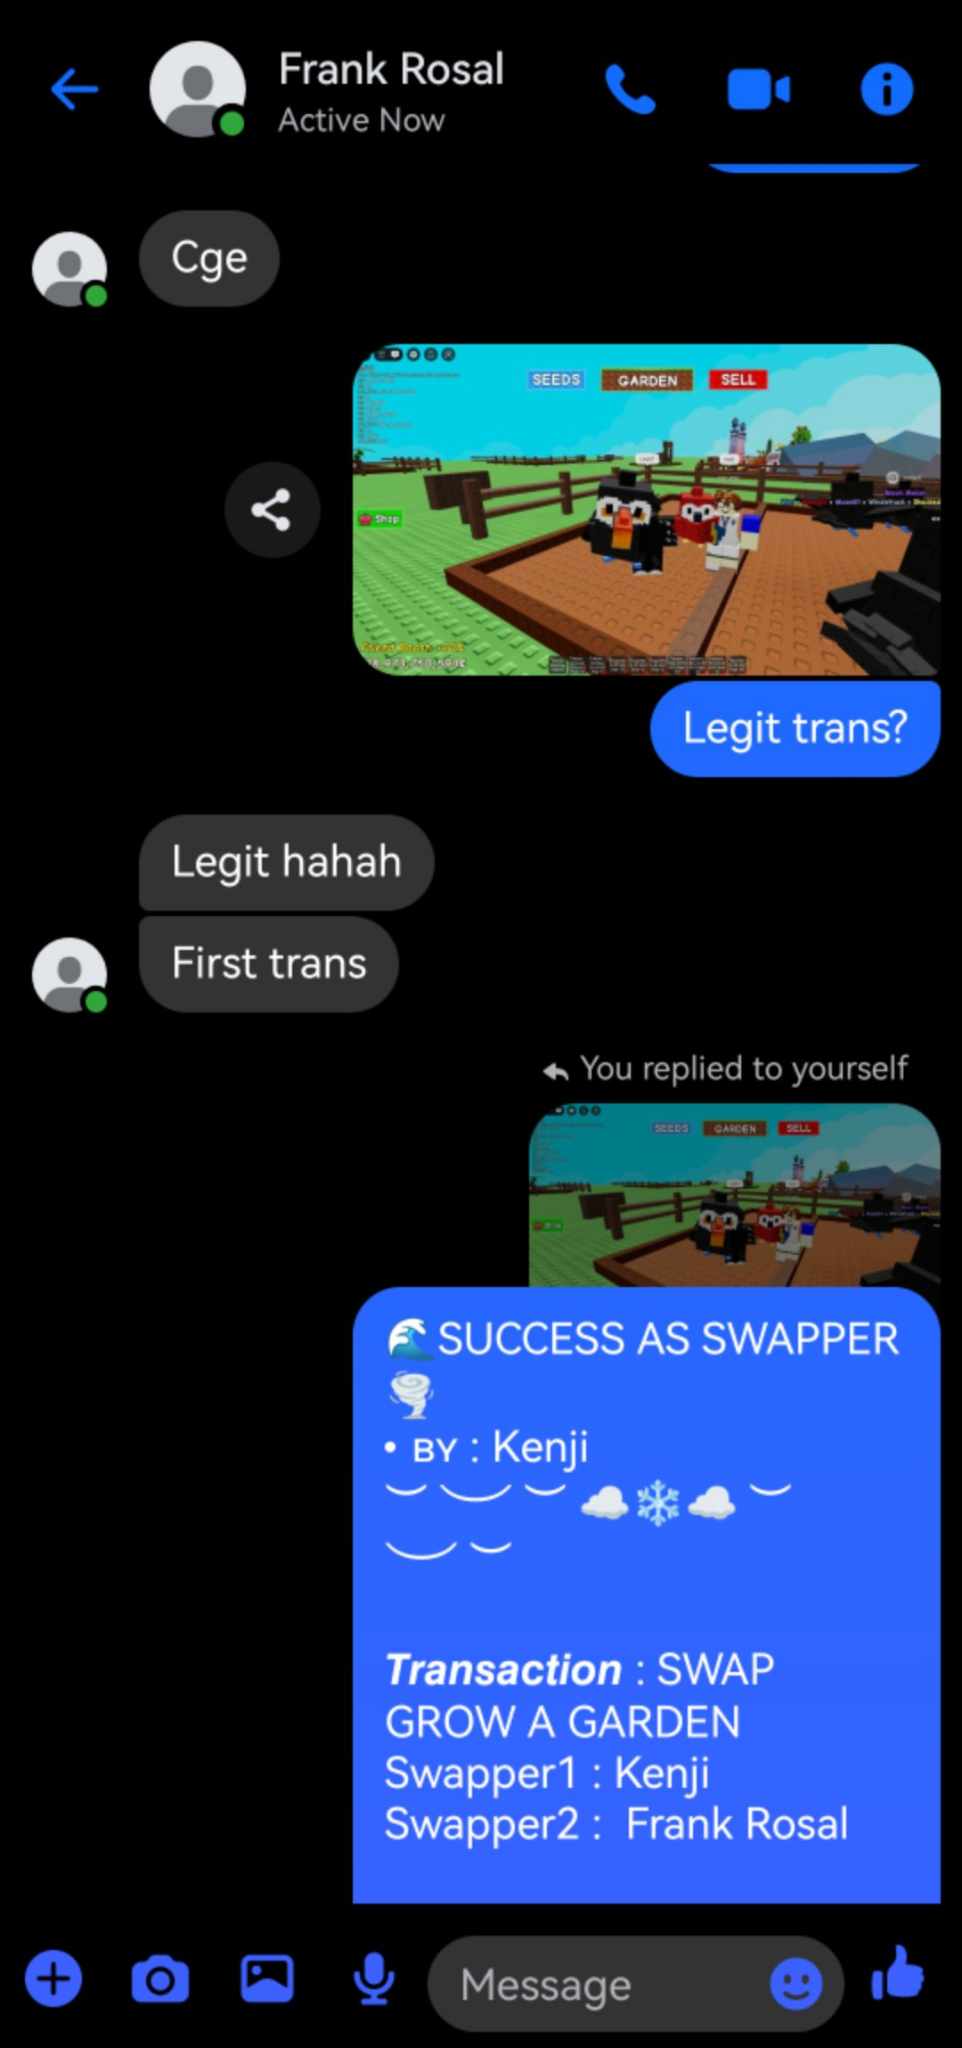 Frank Rosal
Active Now
Cge
SEEDS GARDEN SELL
Shop
Legit trans?
Legit hahah
First trans
You replied to yourself
SEEDS GARDEN SELL
🌊SUCCESS AS SWAPPER
🌪️
• ʙʏ : Kenji
︶ ‿ ︶ ☁️❄️☁️ ︶
‿ ︶
Transaction : SWAP
GROW A GARDEN
Swapper1 : Kenji
Swapper2 :  Frank Rosal
Message